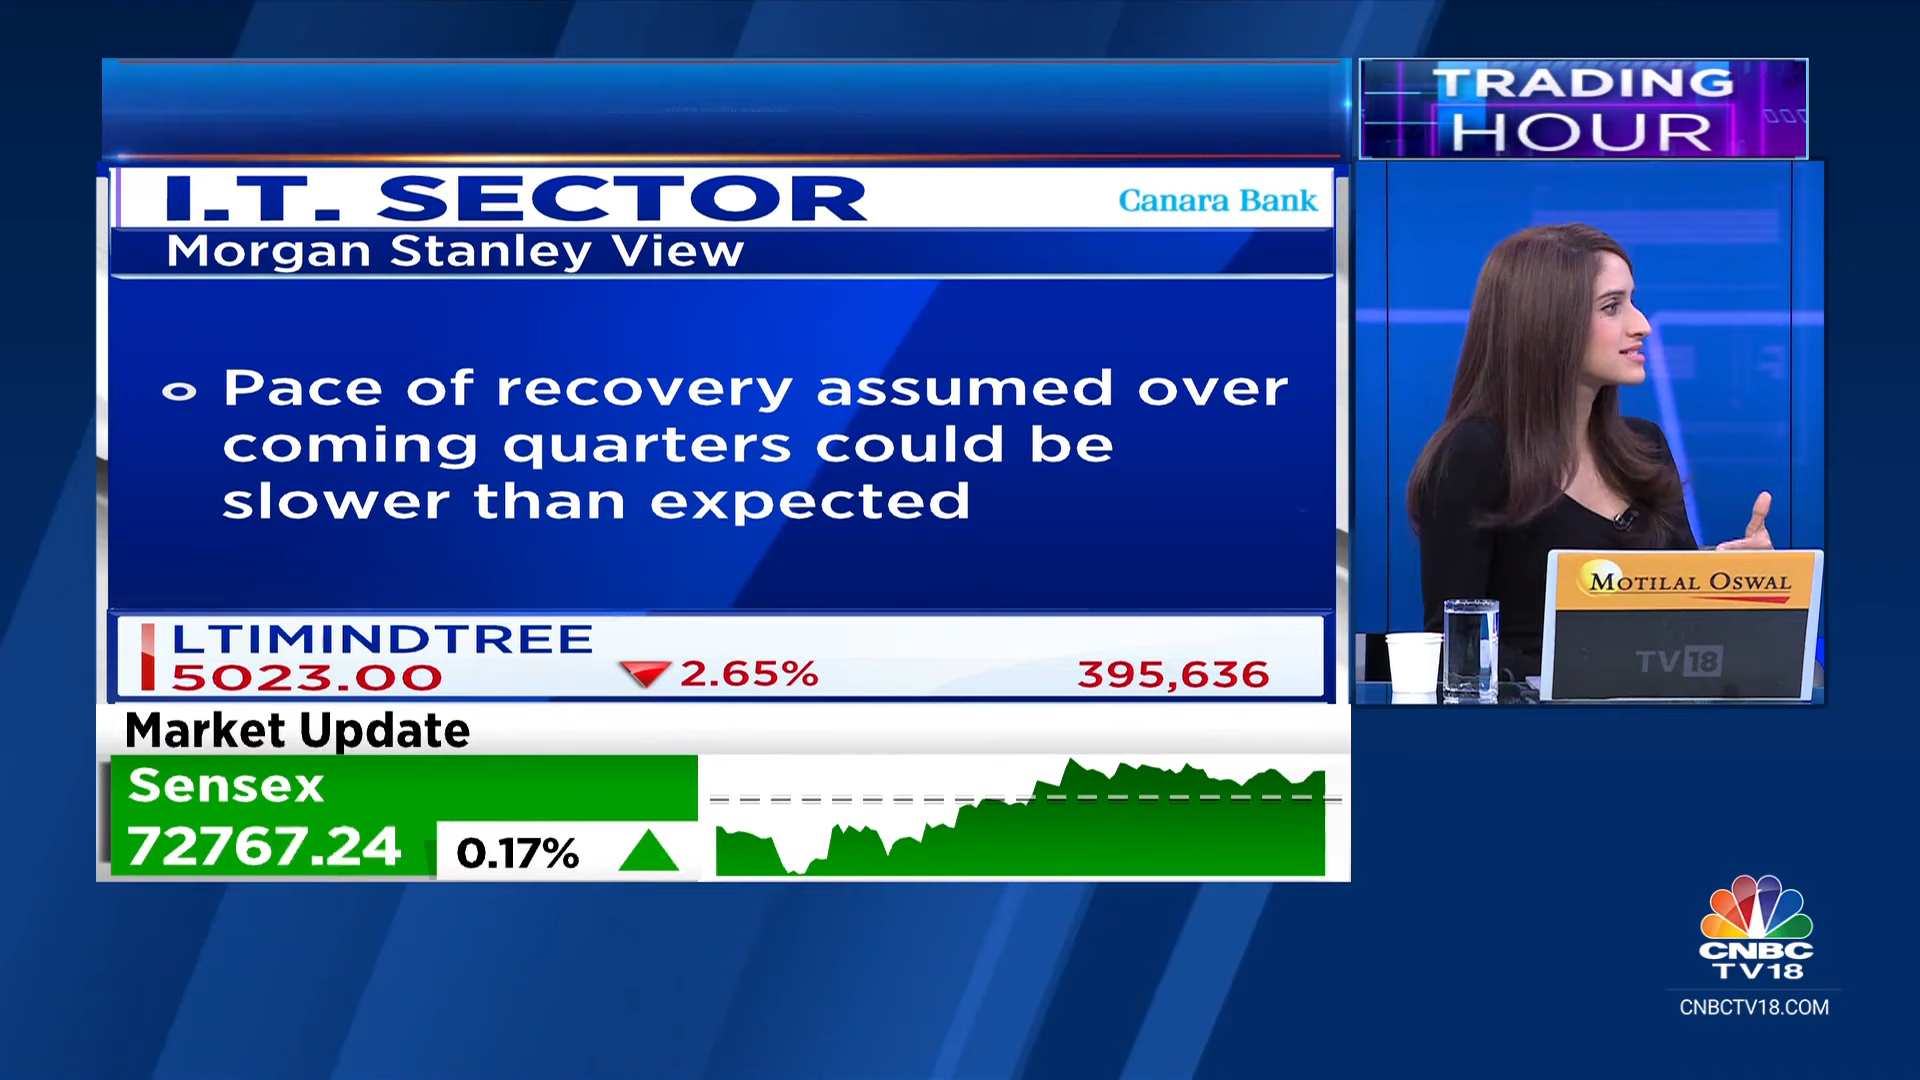 TRADING
HOUR
I.T. SECTOR
Canara Bank
Morgan Stanley View
Pace of recovery assumed over
coming quarters could be
slower than expected
LTIMINDTREE
5023.00 2.65% 395,636
MOTILAL OSWAL
TV18
Market Update
Sensex
72767.24 0.17%
CNBC
TV18
CNBCTV18.COM